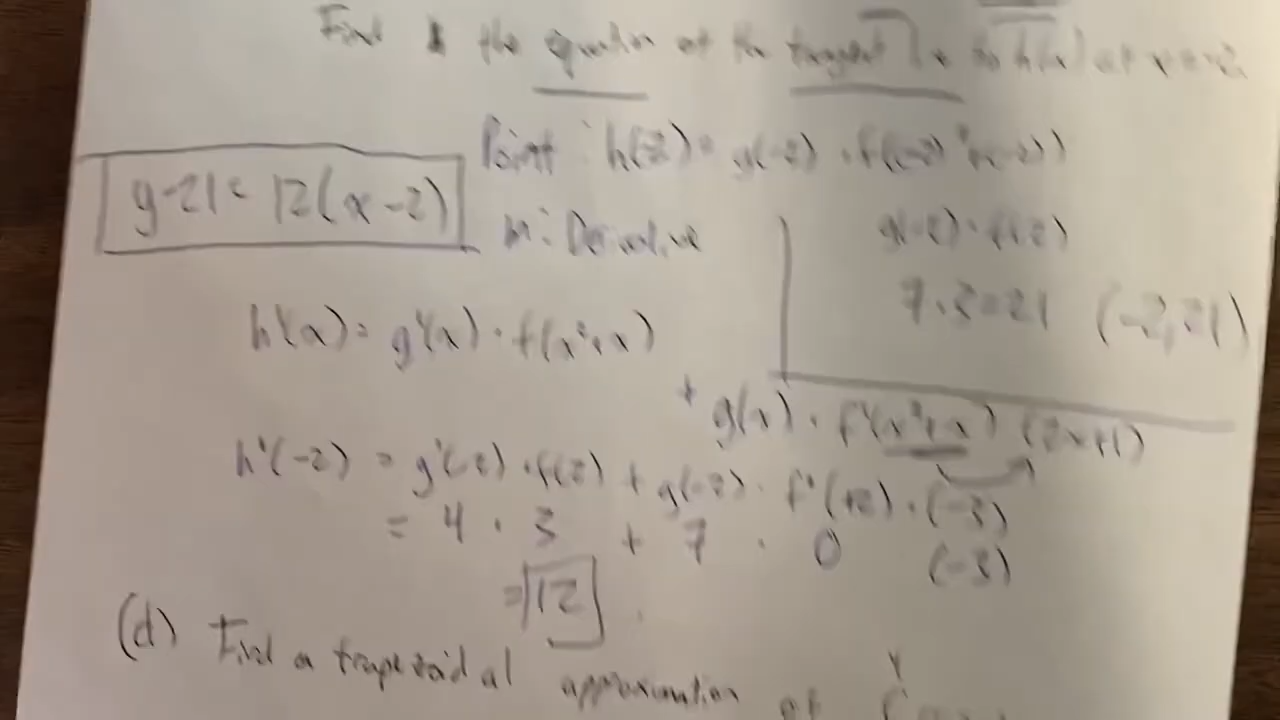 Find the equation of the tangent to h(x) at x = -2
Point : h(-2) = g(-2) · f((-2)²+(-2))
y-21 = 12(x-2)
m: Derivative
g(-2) · f(2)
7·3=21 (-2,21)
h'(x) = g'(x) · f(x²+x)
+ g(x) · f'(x²+x) (2x+1)
h'(-2) = g'(-2) · f(2) + g(-2) · f'(+2) · (-3)
= 4 · 3 + 7 · 0 (-3)
= 12
(d) Find a trapezoidal approximation of